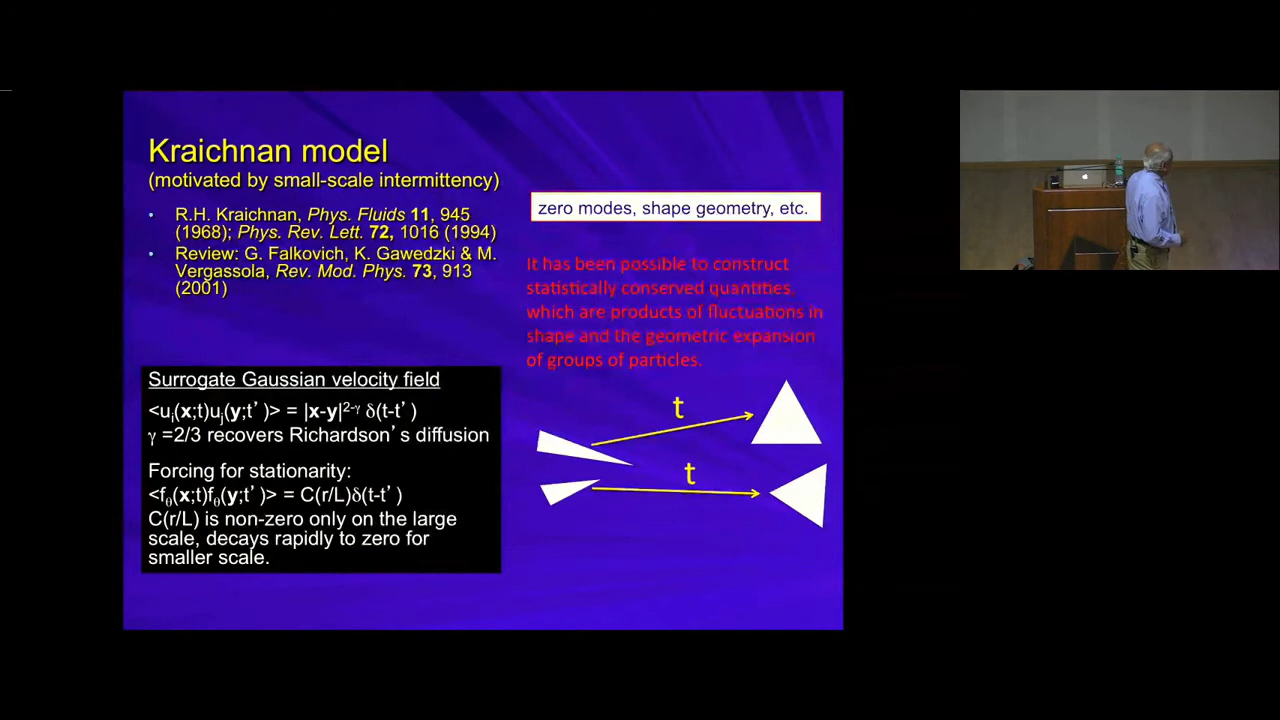 Kraichnan model
(motivated by small-scale intermittency)
• R.H. Kraichnan, Phys. Fluids 11, 945
(1968); Phys. Rev. Lett. 72, 1016 (1994)
• Review: G. Falkovich, K. Gawedzki & M.
Vergassola, Rev. Mod. Phys. 73, 913
(2001)
Surrogate Gaussian velocity field
<uᵢ(x;t)uⱼ(y;t’)> = |x-y|²⁻ᵞ δ(t-t’)
γ =2/3 recovers Richardson’s diffusion
Forcing for stationarity:
<f_θ(x;t)f_θ(y;t’)> = C(r/L)δ(t-t’)
C(r/L) is non-zero only on the large
scale, decays rapidly to zero for
smaller scale.
zero modes, shape geometry, etc.
It has been possible to construct
statistically conserved quantities,
which are products of fluctuations in
shape and the geometric expansion
of groups of particles.
t
t